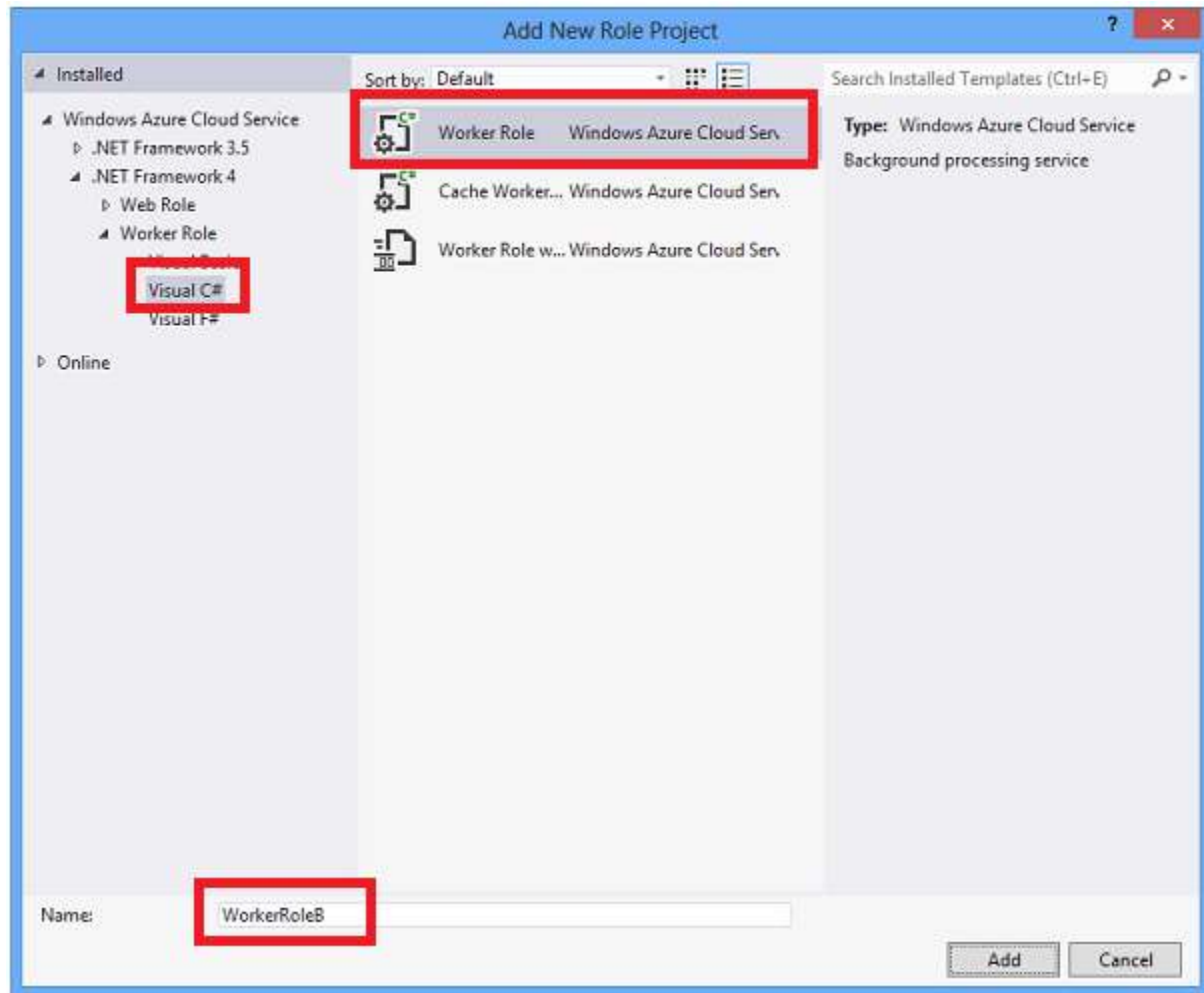 Add New Role Project
?
Installed
Sort by: Default
Search Installed Templates (Ctrl+E)
Windows Azure Cloud Service
.NET Framework 3.5
.NET Framework 4
Web Role
Worker Role
Visual C#
Visual F#
Online
Worker Role Windows Azure Cloud Serv
Cache Worker... Windows Azure Cloud Serv
Worker Role w... Windows Azure Cloud Serv
Type: Windows Azure Cloud Service
Background processing service
Name: WorkerRoleB
Add Cancel